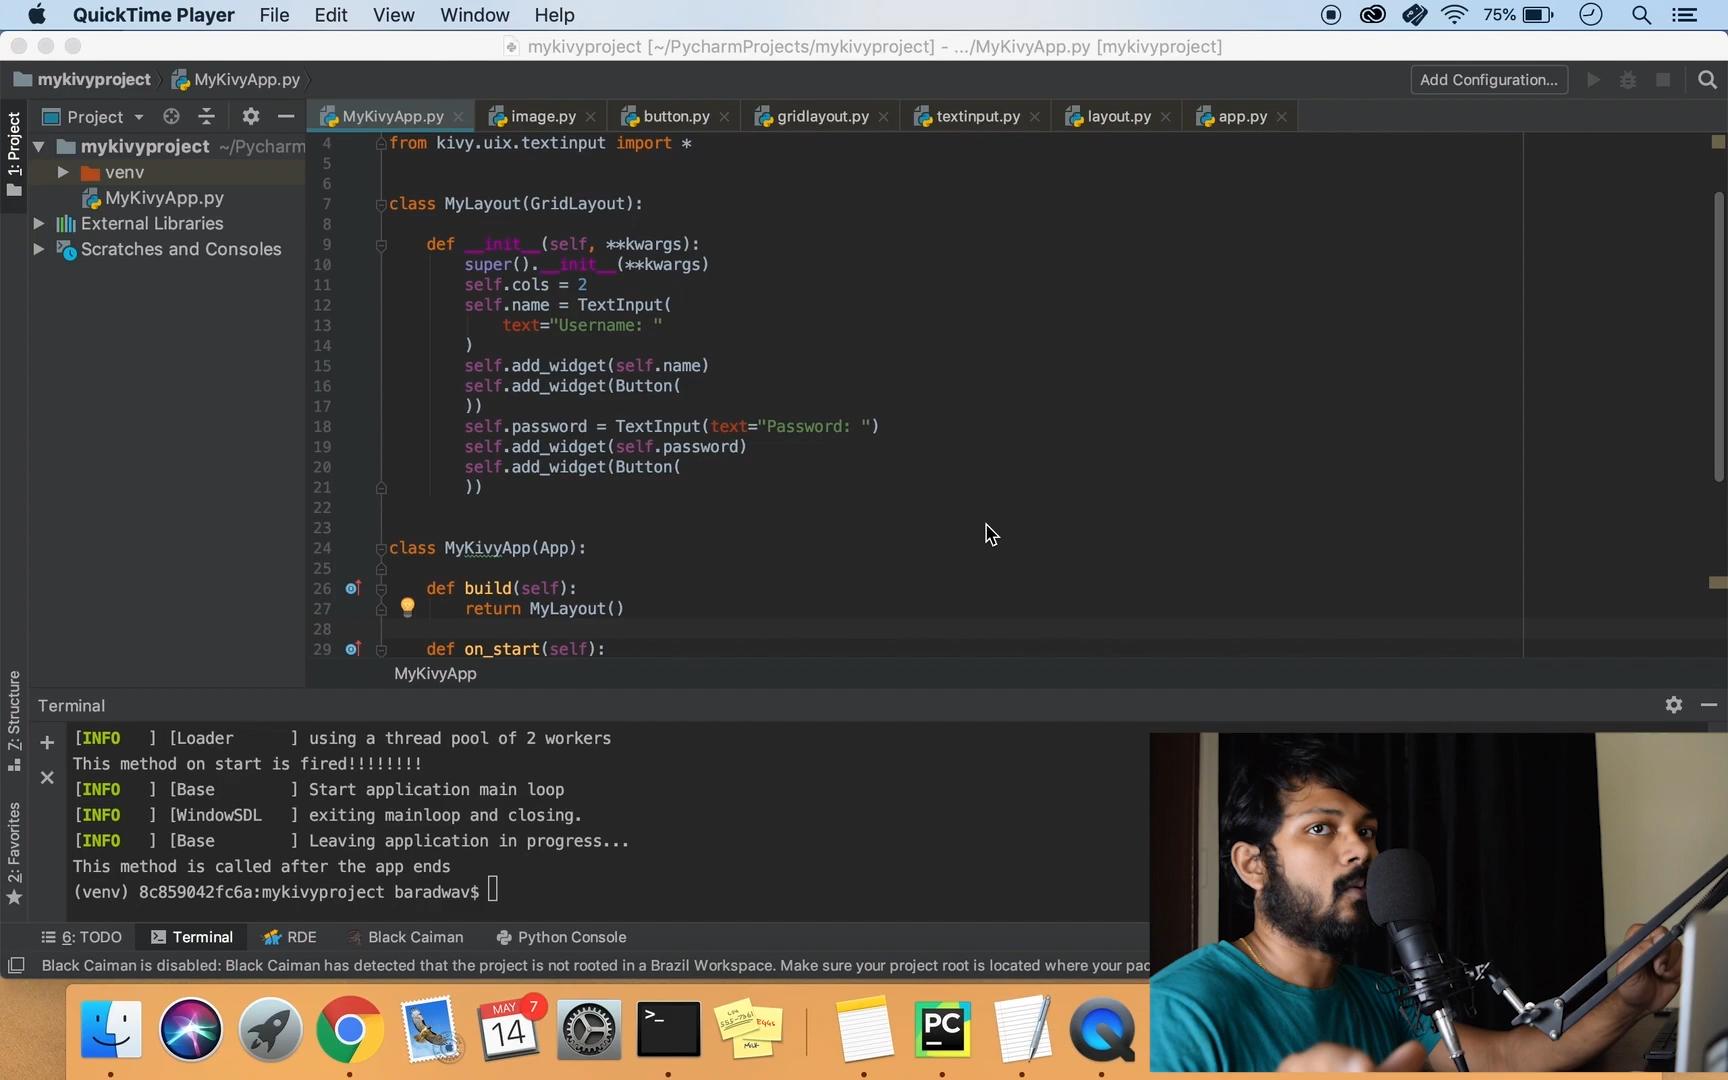 QuickTime Player File Edit View Window Help 75%
mykivyproject [~/PycharmProjects/mykivyproject] - .../MyKivyApp.py [mykivyproject]
mykivyproject MyKivyApp.py Add Configuration...
1: Project
Project
MyKivyApp.py image.py button.py gridlayout.py textinput.py layout.py app.py
mykivyproject ~/Pycharm
venv
MyKivyApp.py
External Libraries
Scratches and Consoles
4 from kivy.uix.textinput import *
5
6
7 class MyLayout(GridLayout):
8
9 def __init__(self, **kwargs):
10 super().__init__(**kwargs)
11 self.cols = 2
12 self.name = TextInput(
13 text="Username: "
14 )
15 self.add_widget(self.name)
16 self.add_widget(Button(
17 ))
18 self.password = TextInput(text="Password: ")
19 self.add_widget(self.password)
20 self.add_widget(Button(
21 ))
22
23
24 class MyKivyApp(App):
25
26 def build(self):
27 return MyLayout()
28
29 def on_start(self):
MyKivyApp
7: Structure
2: Favorites
Terminal
[INFO ] [Loader ] using a thread pool of 2 workers
This method on start is fired!!!!!!!!
[INFO ] [Base ] Start application main loop
[INFO ] [WindowSDL ] exiting mainloop and closing.
[INFO ] [Base ] Leaving application in progress...
This method is called after the app ends
(venv) 8c859042fc6a:mykivyproject baradwav$
6: TODO Terminal RDE Black Caiman Python Console
Black Caiman is disabled: Black Caiman has detected that the project is not rooted in a Brazil Workspace. Make sure your project root is located where your pac
MAY
14
7
>_
EGGS
MILK
PC